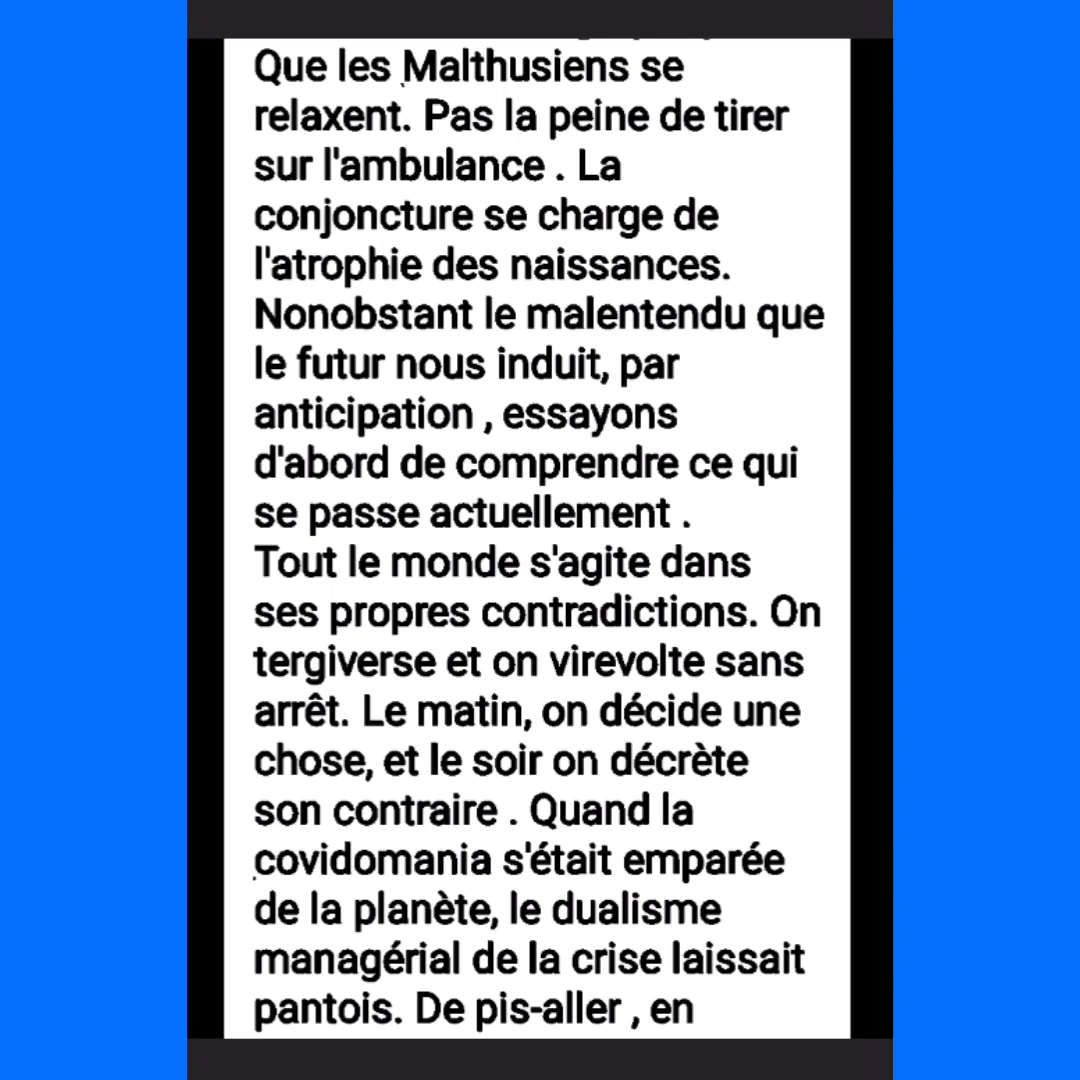 Que les Malthusiens se
relaxent. Pas la peine de tirer
sur l'ambulance . La
conjoncture se charge de
l'atrophie des naissances.
Nonobstant le malentendu que
le futur nous induit, par
anticipation , essayons
d'abord de comprendre ce qui
se passe actuellement .
Tout le monde s'agite dans
ses propres contradictions. On
tergiverse et on virevolte sans
arrêt. Le matin, on décide une
chose, et le soir on décrète
son contraire . Quand la
covidomania s'était emparée
de la planète, le dualisme
managérial de la crise laissait
pantois. De pis-aller , en